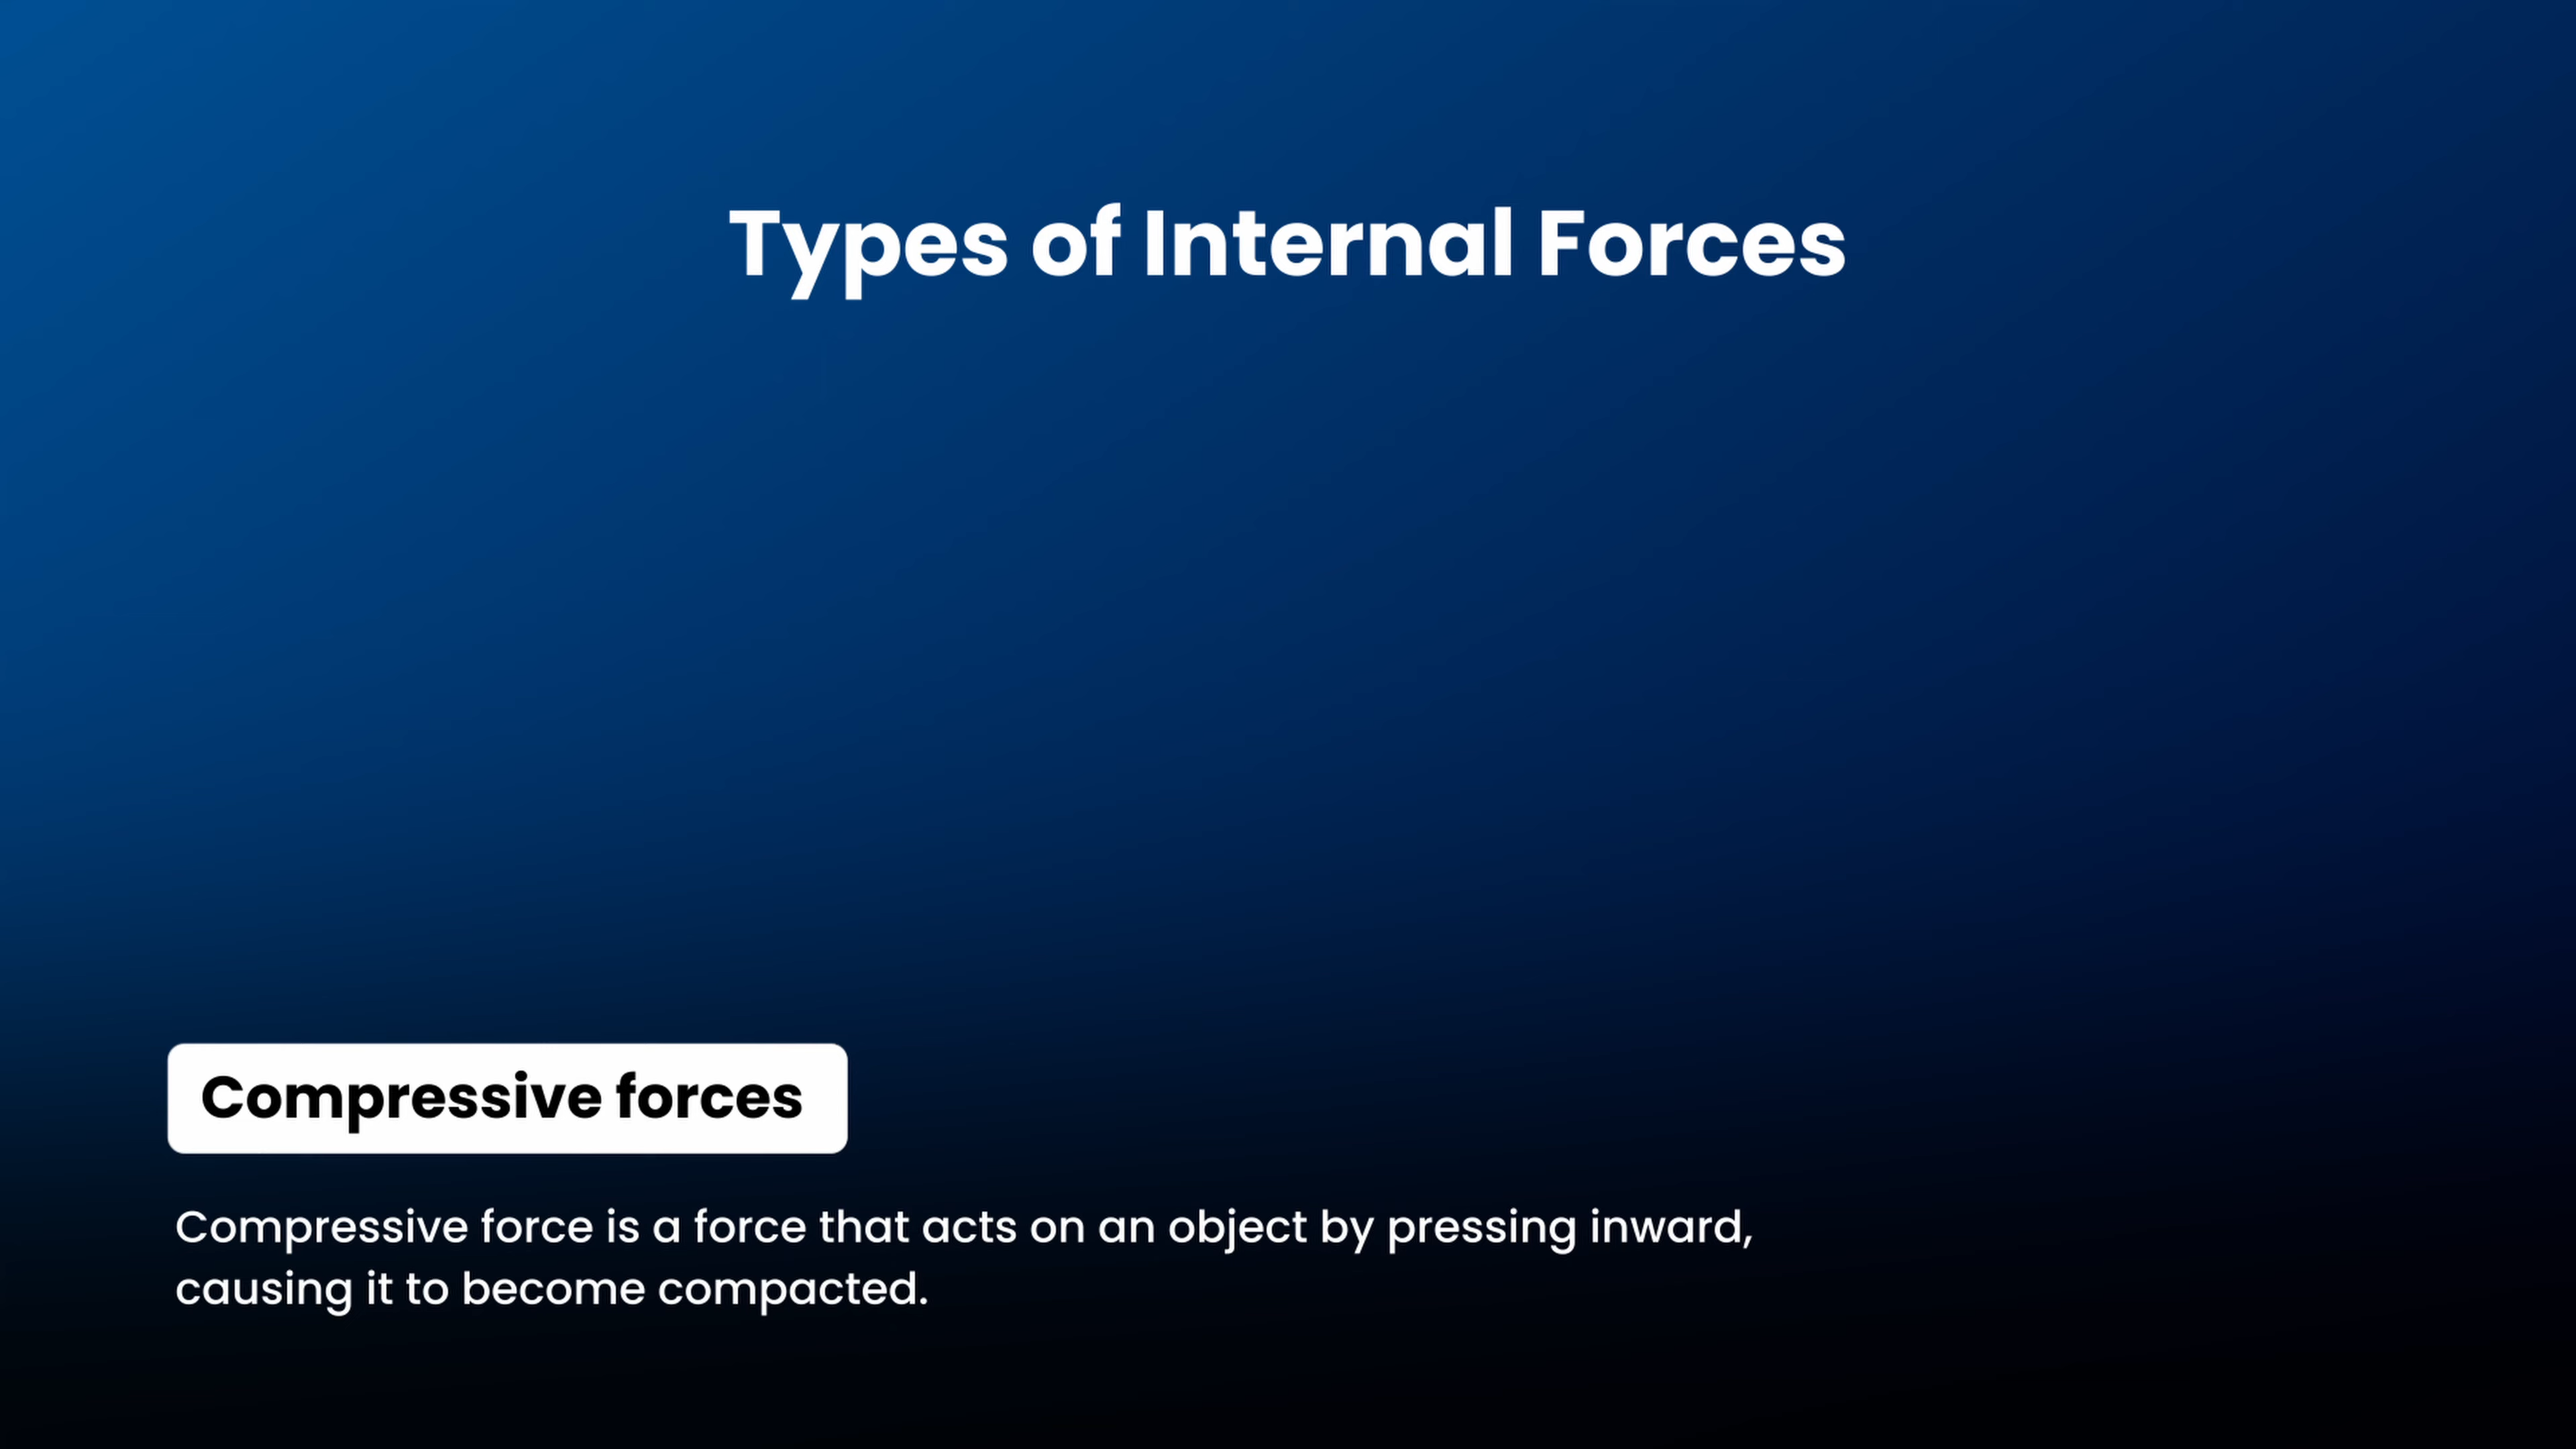 Types of Internal Forces
Compressive forces
Compressive force is a force that acts on an object by pressing inward,
causing it to become compacted.